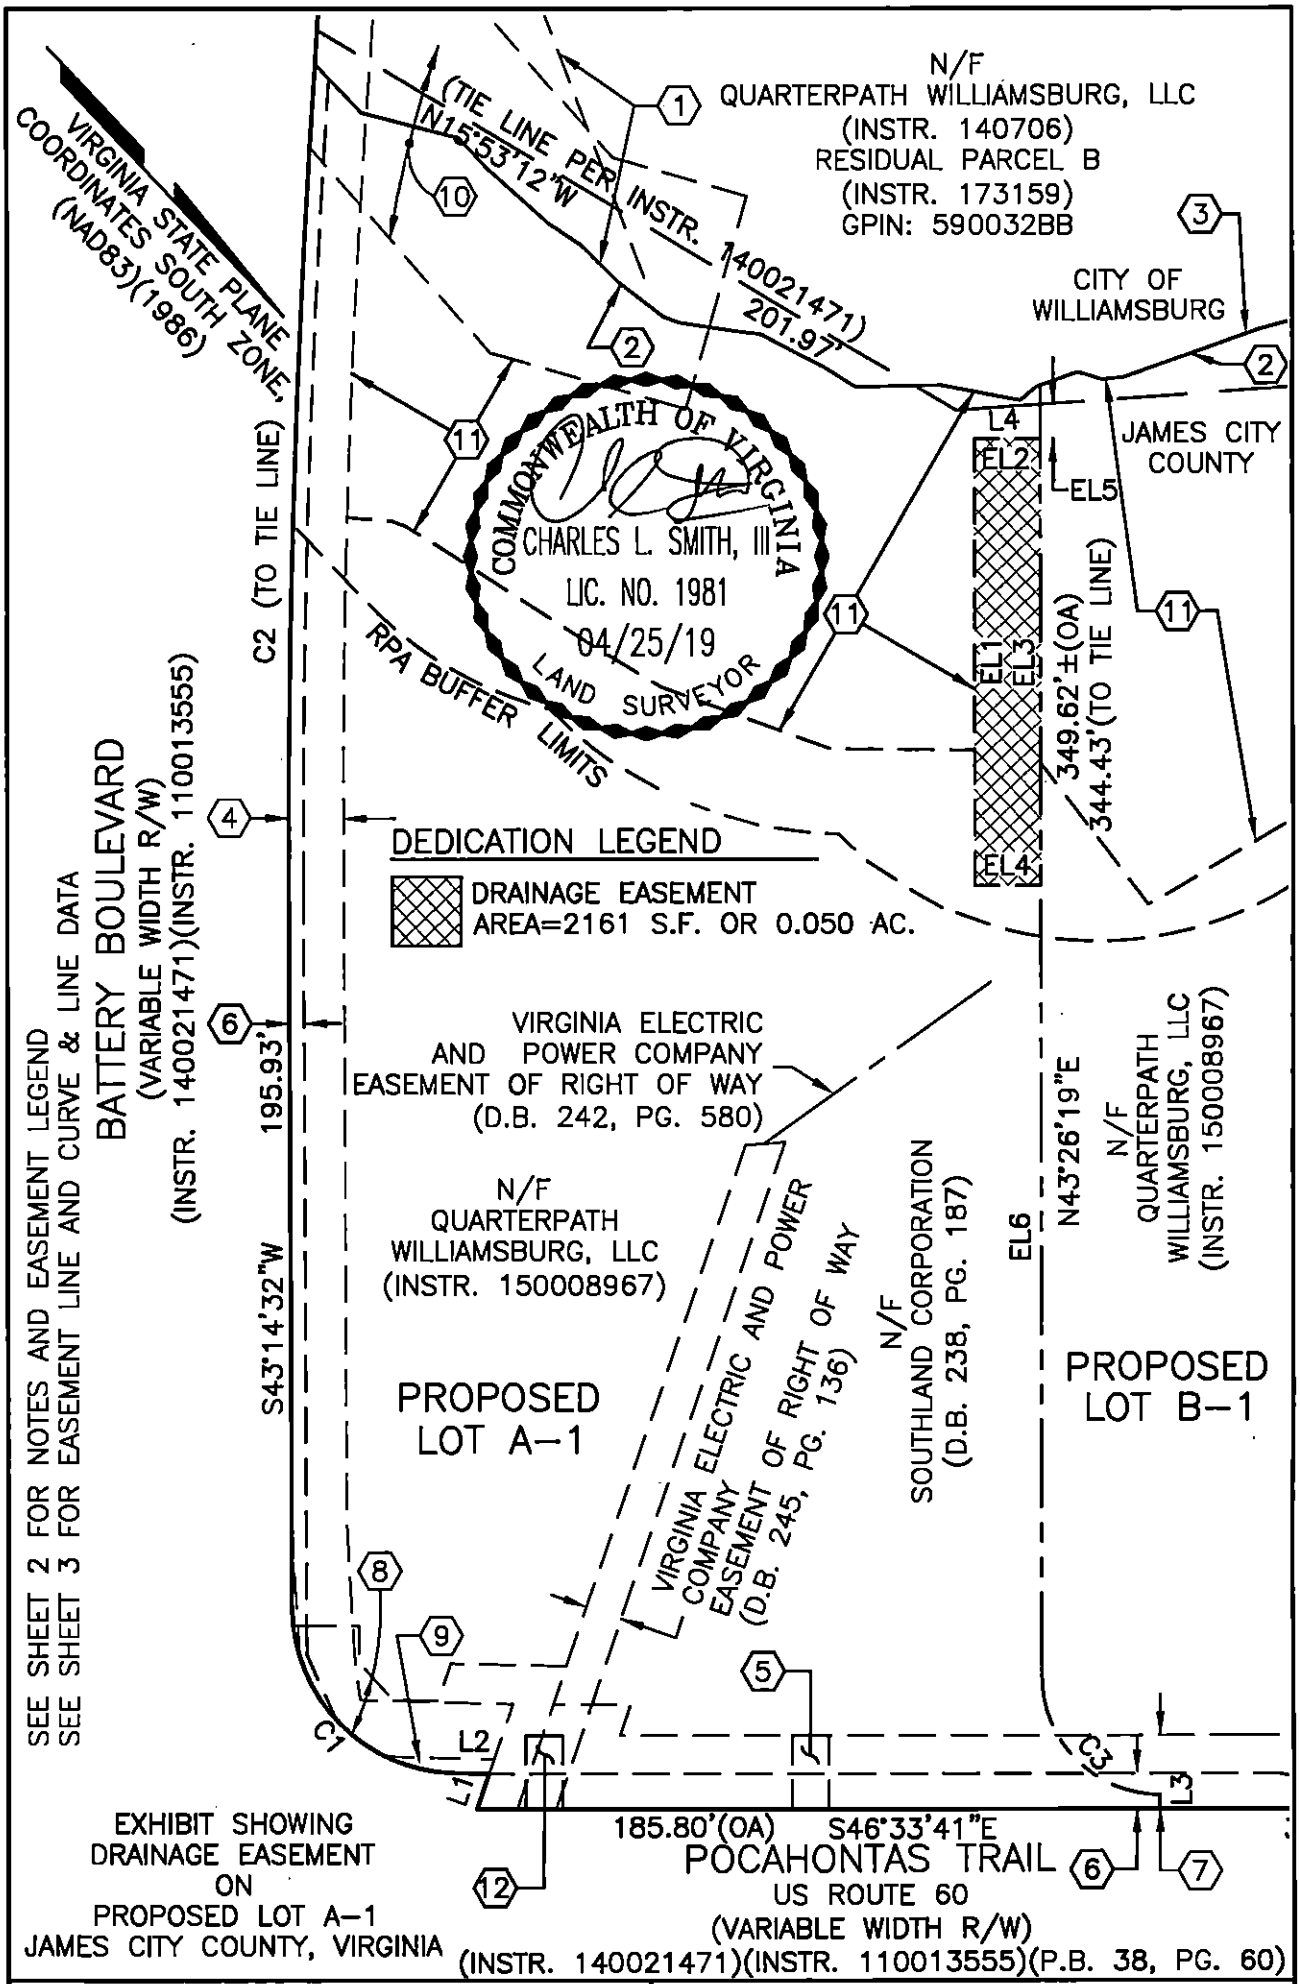 N/F
QUARTERPATH WILLIAMSBURG, LLC
(INSTR. 140706)
RESIDUAL PARCEL B
(INSTR. 173159)
GPIN: 590032BB
1
(TIE LINE PER INSTR. 140021471)
N15°53'12"W
201.97'
10
VIRGINIA STATE PLANE
COORDINATES SOUTH ZONE,
(NAD83)(1986)
3
CITY OF
WILLIAMSBURG
2
2
JAMES CITY
COUNTY
L4
EL2
EL5
11
COMMONWEALTH OF VIRGINIA
CHARLES L. SMITH, III
LIC. NO. 1981
04/25/19
LAND SURVEYOR
11
11
EL1
EL3
EL4
349.62'±(OA)
344.43'(TO TIE LINE)
C2 (TO TIE LINE)
RPA BUFFER LIMITS
4
DEDICATION LEGEND
DRAINAGE EASEMENT
AREA=2161 S.F. OR 0.050 AC.
BATTERY BOULEVARD
(VARIABLE WIDTH R/W)
(INSTR. 140021471)(INSTR. 110013555)
SEE SHEET 2 FOR NOTES AND EASEMENT LEGEND
SEE SHEET 3 FOR EASEMENT LINE AND CURVE & LINE DATA
6
195.93'
S43°14'32"W
VIRGINIA ELECTRIC
AND POWER COMPANY
EASEMENT OF RIGHT OF WAY
(D.B. 242, PG. 580)
N/F
QUARTERPATH
WILLIAMSBURG, LLC
(INSTR. 150008967)
PROPOSED
LOT A-1
VIRGINIA ELECTRIC AND POWER
COMPANY
EASEMENT OF RIGHT OF WAY
(D.B. 245, PG. 136)
N/F
SOUTHLAND CORPORATION
(D.B. 238, PG. 187)
EL6
N43°26'19"E
N/F
QUARTERPATH
WILLIAMSBURG, LLC
(INSTR. 150008967)
PROPOSED
LOT B-1
8
9
5
C1
L2
L1
C3
L3
185.80'(OA) S46°33'41"E
POCAHONTAS TRAIL
US ROUTE 60
(VARIABLE WIDTH R/W)
(INSTR. 140021471)(INSTR. 110013555)(P.B. 38, PG. 60)
12
6
7
EXHIBIT SHOWING
DRAINAGE EASEMENT
ON
PROPOSED LOT A-1
JAMES CITY COUNTY, VIRGINIA